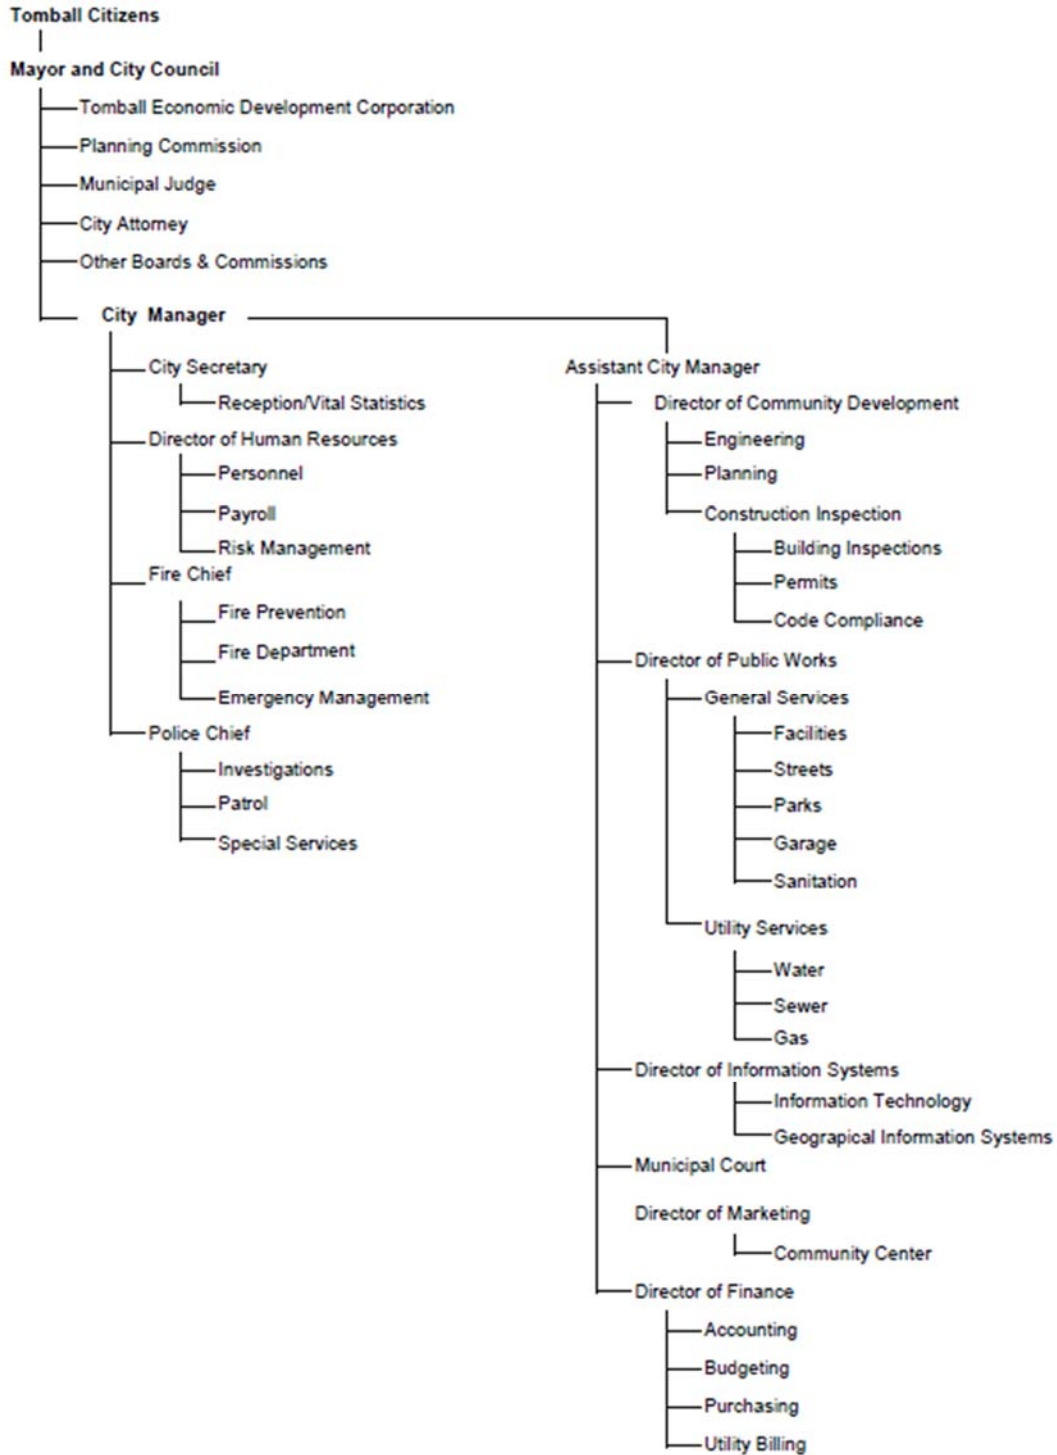 Tomball Citizens
Mayor and City Council
Tomball Economic Development Corporation
Planning Commission
Municipal Judge
City Attorney
Other Boards & Commissions
City Manager
City Secretary
Reception/Vital Statistics
Director of Human Resources
Personnel
Payroll
Risk Management
Fire Chief
Fire Prevention
Fire Department
Emergency Management
Police Chief
Investigations
Patrol
Special Services
Assistant City Manager
Director of Community Development
Engineering
Planning
Construction Inspection
Building Inspections
Permits
Code Compliance
Director of Public Works
General Services
Facilities
Streets
Parks
Garage
Sanitation
Utility Services
Water
Sewer
Gas
Director of Information Systems
Information Technology
Geograpical Information Systems
Municipal Court
Director of Marketing
Community Center
Director of Finance
Accounting
Budgeting
Purchasing
Utility Billing